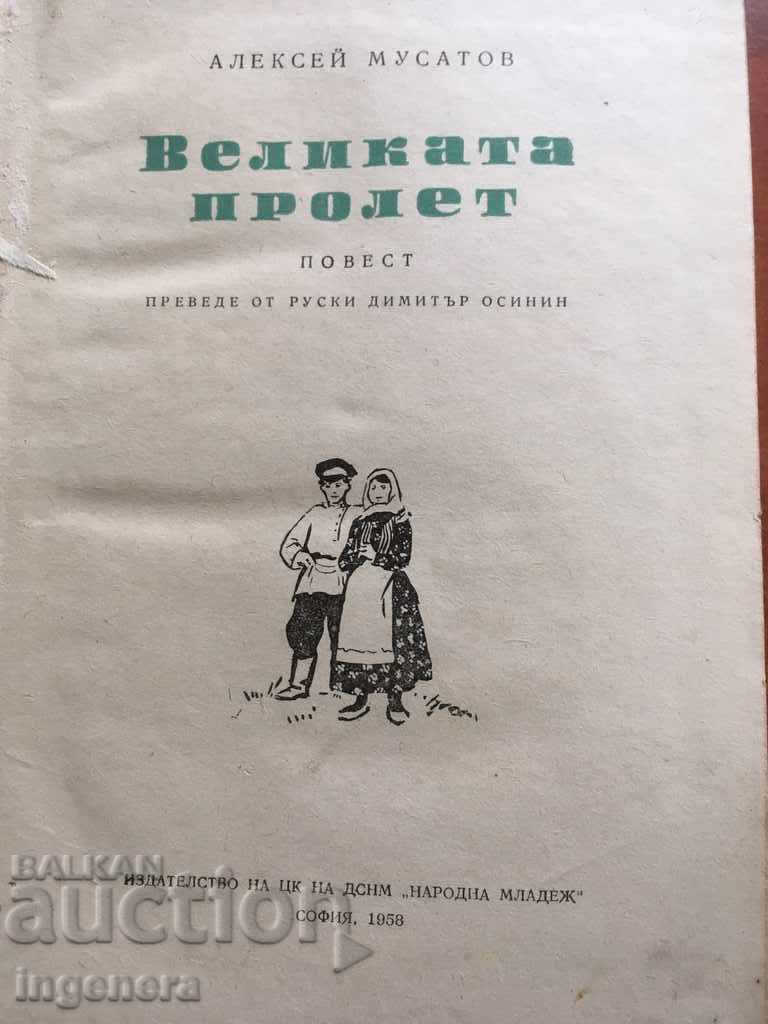 АЛЕКСЕЙ МУСАТОВ
Великата
пролет
ПОВЕСТ
ПРЕВЕДЕ ОТ РУСКИ ДИМИТЪР ОСИНИН
ИЗДАТЕЛСТВО НА ЦК НА ДСНМ „НАРОДНА МЛАДЕЖ“
СОФИЯ, 1958
BALKAN
auction
ingenera